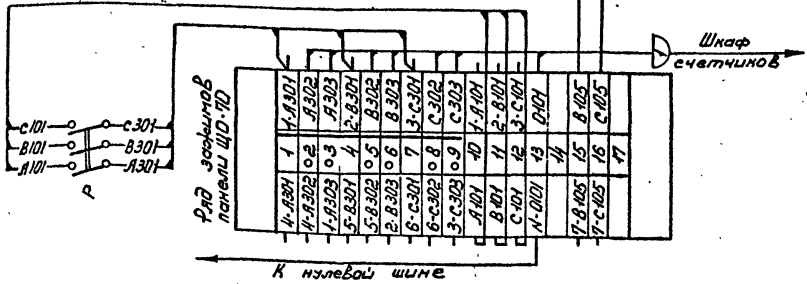 Шкаф
счетчиков
С101 С301
В101 В301
А101 А301
Р
Ряд зажимов
панели ЩО-70
1-А301
А302
А303
2-В301
В302
В303
3-С301
С302
С303
1-А101
2-В101
3-С101
0101
В105
С105
1 2 3 4 5 6 7 8 9 10 11 12 13 14 15 16 17
4-А301
4-А302
1-А303
5-В301
5-В302
2-В303
6-С301
6-С302
3-С303
А101
В101
С101
N-0101
7-В105
7-С105
К нулевой шине